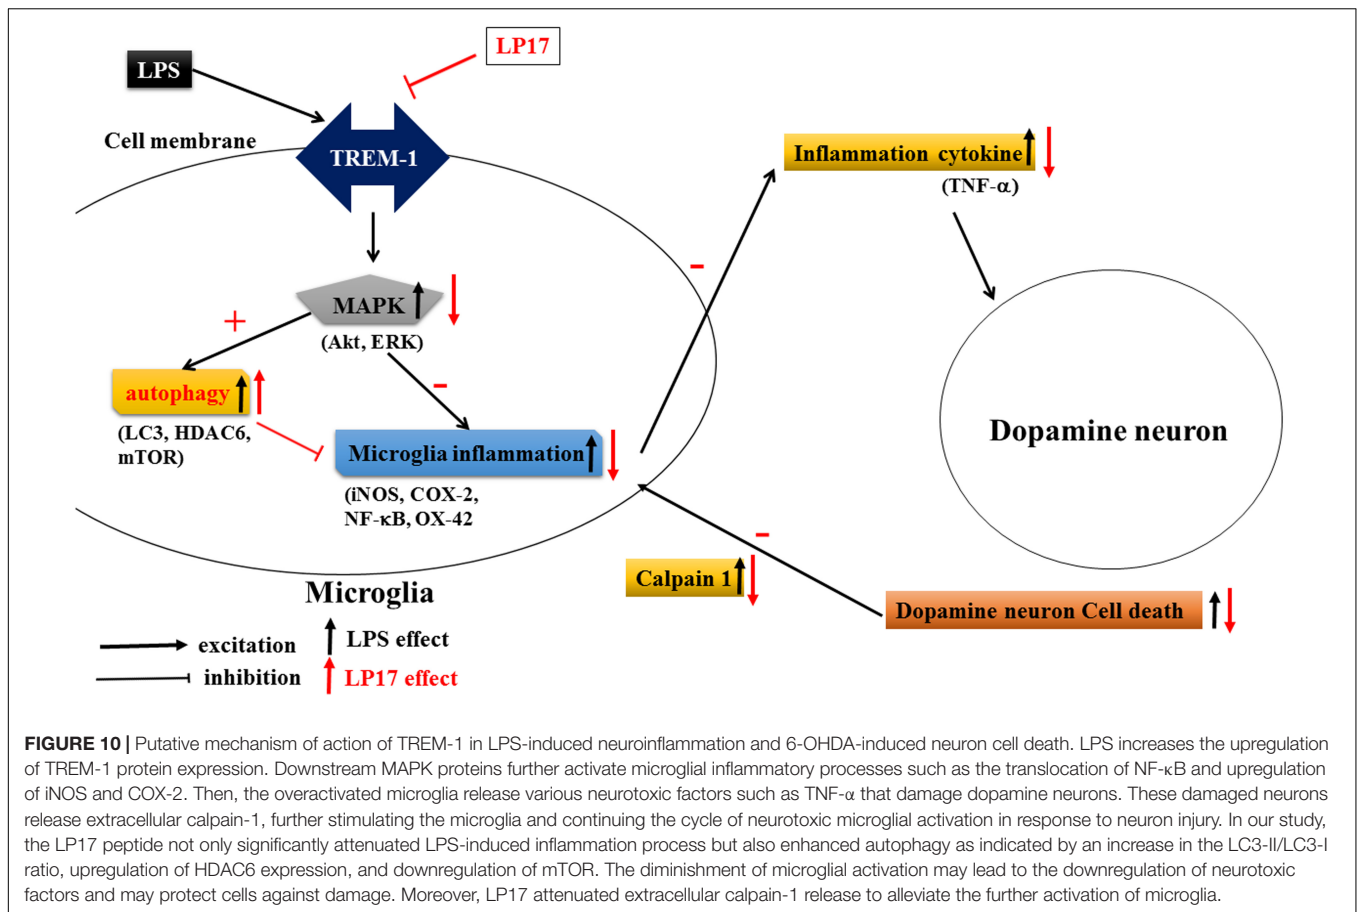 LP17
LPS
Cell membrane
TREM-1
Inflammation cytokine
(TNF-α)
–
MAPK
(Akt, ERK)
+
–
autophagy
(LC3, HDAC6,
mTOR)
Microglia inflammation
(iNOS, COX-2,
NF-κB, OX-42
Dopamine neuron
–
Calpain 1
Dopamine neuron Cell death
Microglia
excitation
LPS effect
inhibition
LP17 effect
FIGURE 10 | Putative mechanism of action of TREM-1 in LPS-induced neuroinflammation and 6-OHDA-induced neuron cell death. LPS increases the upregulation
of TREM-1 protein expression. Downstream MAPK proteins further activate microglial inflammatory processes such as the translocation of NF-κB and upregulation
of iNOS and COX-2. Then, the overactivated microglia release various neurotoxic factors such as TNF-α that damage dopamine neurons. These damaged neurons
release extracellular calpain-1, further stimulating the microglia and continuing the cycle of neurotoxic microglial activation in response to neuron injury. In our study,
the LP17 peptide not only significantly attenuated LPS-induced inflammation process but also enhanced autophagy as indicated by an increase in the LC3-II/LC3-I
ratio, upregulation of HDAC6 expression, and downregulation of mTOR. The diminishment of microglial activation may lead to the downregulation of neurotoxic
factors and may protect cells against damage. Moreover, LP17 attenuated extracellular calpain-1 release to alleviate the further activation of microglia.